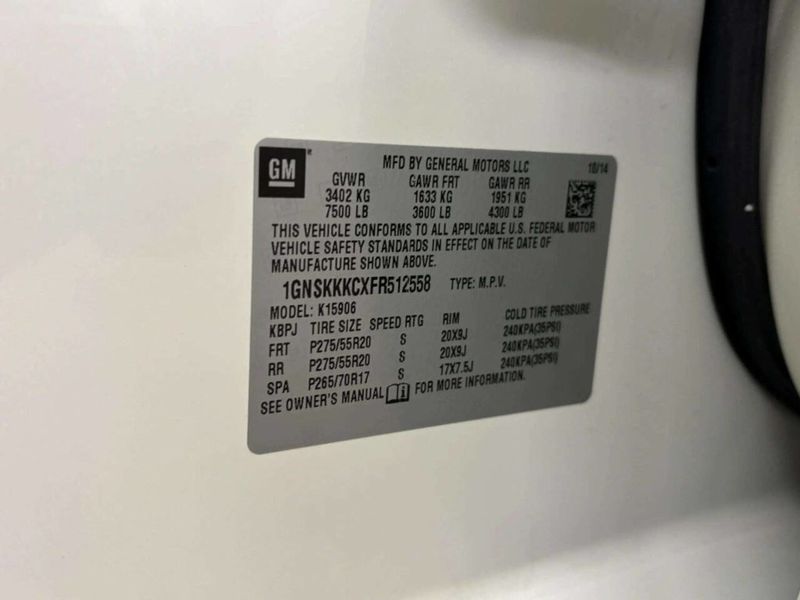 GM
MFD BY GENERAL MOTORS LLC 10/14
GVWR GAWR FRT GAWR RR
3402 KG 1633 KG 1951 KG
7500 LB 3600 LB 4300 LB
THIS VEHICLE CONFORMS TO ALL APPLICABLE U.S. FEDERAL MOTOR
VEHICLE SAFETY STANDARDS IN EFFECT ON THE DATE OF
MANUFACTURE SHOWN ABOVE.
1GNSKKKCXFR512558 TYPE: M.P.V.
MODEL: K15906
KBPJ TIRE SIZE SPEED RTG RIM COLD TIRE PRESSURE
FRT P275/55R20 S 20X9J 240KPA(35PSI)
RR P275/55R20 S 20X9J 240KPA(35PSI)
SPA P265/70R17 S 17X7.5J 240KPA(35PSI)
SEE OWNER'S MANUAL FOR MORE INFORMATION.